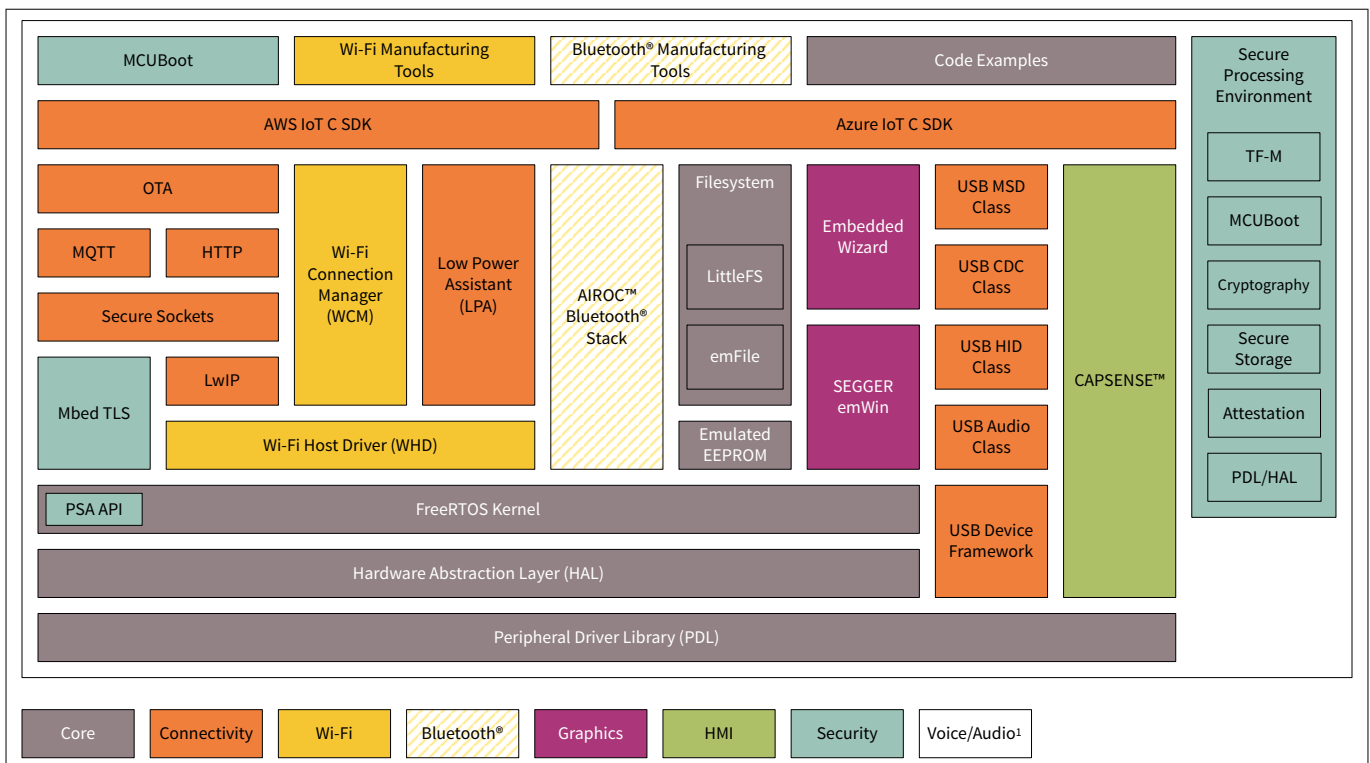 MCUBoot
Wi-Fi Manufacturing
Tools
Bluetooth® Manufacturing
Tools
Code Examples
Secure
Processing
Environment
AWS IoT C SDK
Azure IoT C SDK
TF-M
MCUBoot
Cryptography
Secure
Storage
Attestation
PDL/HAL
OTA
MQTT
HTTP
Secure Sockets
Mbed TLS
LwIP
Wi-Fi
Connection
Manager
(WCM)
Low Power
Assistant
(LPA)
Wi-Fi Host Driver (WHD)
AIROC™
Bluetooth®
Stack
Filesystem
LittleFS
emFile
Emulated
EEPROM
Embedded
Wizard
SEGGER
emWin
USB MSD
Class
USB CDC
Class
USB HID
Class
USB Audio
Class
USB Device
Framework
CAPSENSE™
PSA API
FreeRTOS Kernel
Hardware Abstraction Layer (HAL)
Peripheral Driver Library (PDL)
Core
Connectivity
Wi-Fi
Bluetooth®
Graphics
HMI
Security
Voice/Audio¹